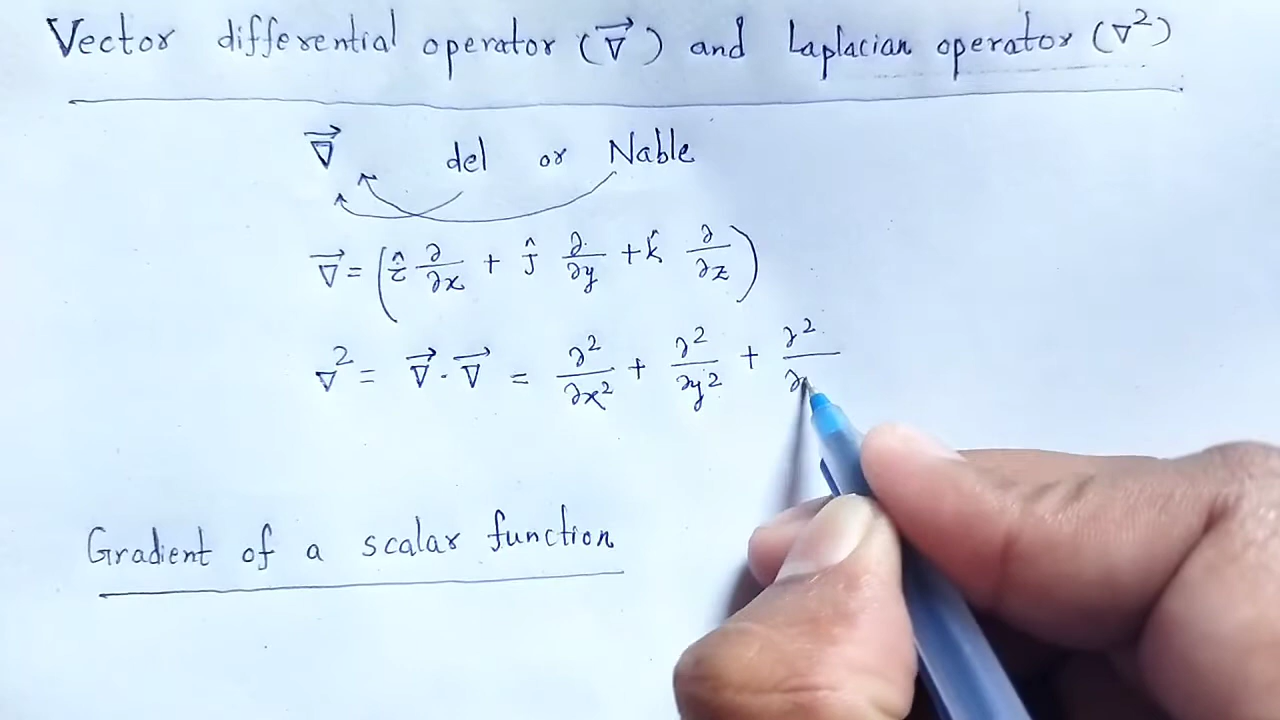 Vector differential operator (∇⃗) and Laplacian operator (∇²)
∇⃗ del or Nable
∇⃗ = (î ∂/∂x + ĵ ∂/∂y + k̂ ∂/∂z)
∇² = ∇⃗ · ∇⃗ = ∂²/∂x² + ∂²/∂y² + ∂²/∂
Gradient of a scalar function